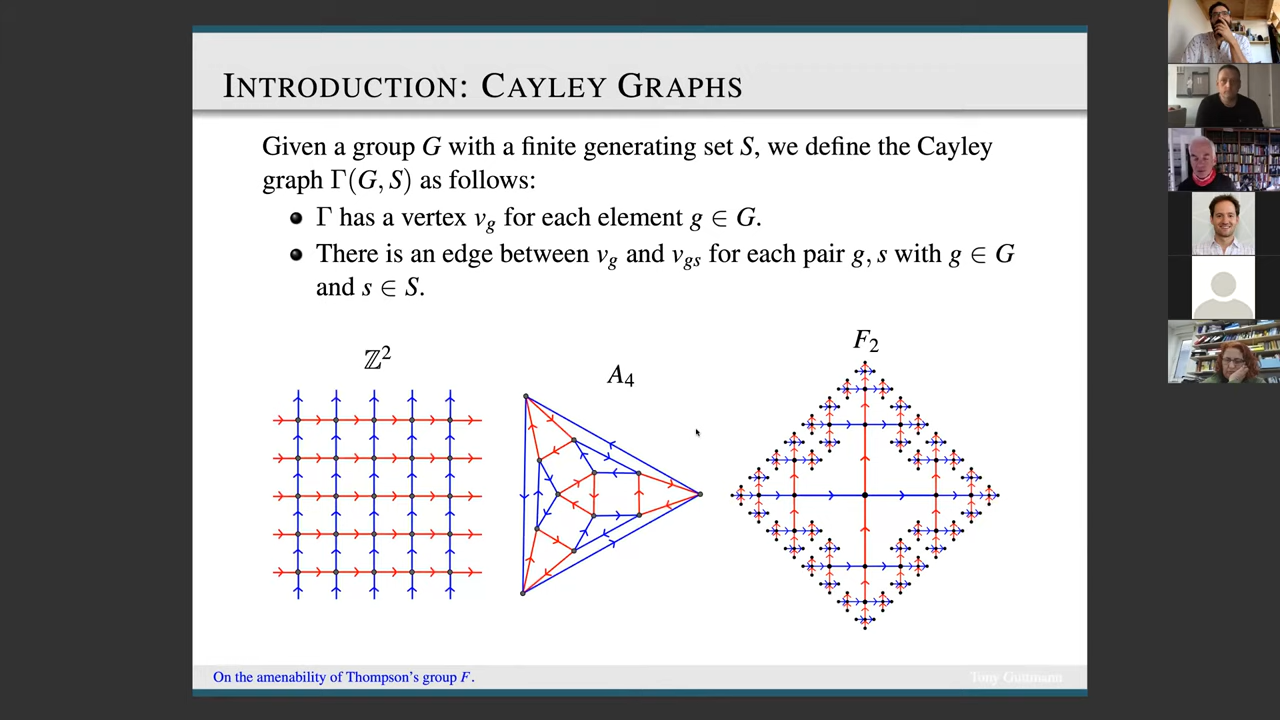 INTRODUCTION: CAYLEY GRAPHS
Given a group G with a finite generating set S, we define the Cayley
graph Γ(G, S) as follows:
Γ has a vertex v_g for each element g ∈ G.
There is an edge between v_g and v_gs for each pair g, s with g ∈ G
and s ∈ S.
ℤ²
A₄
F₂
On the amenability of Thompson's group F.
Tony Guttmann